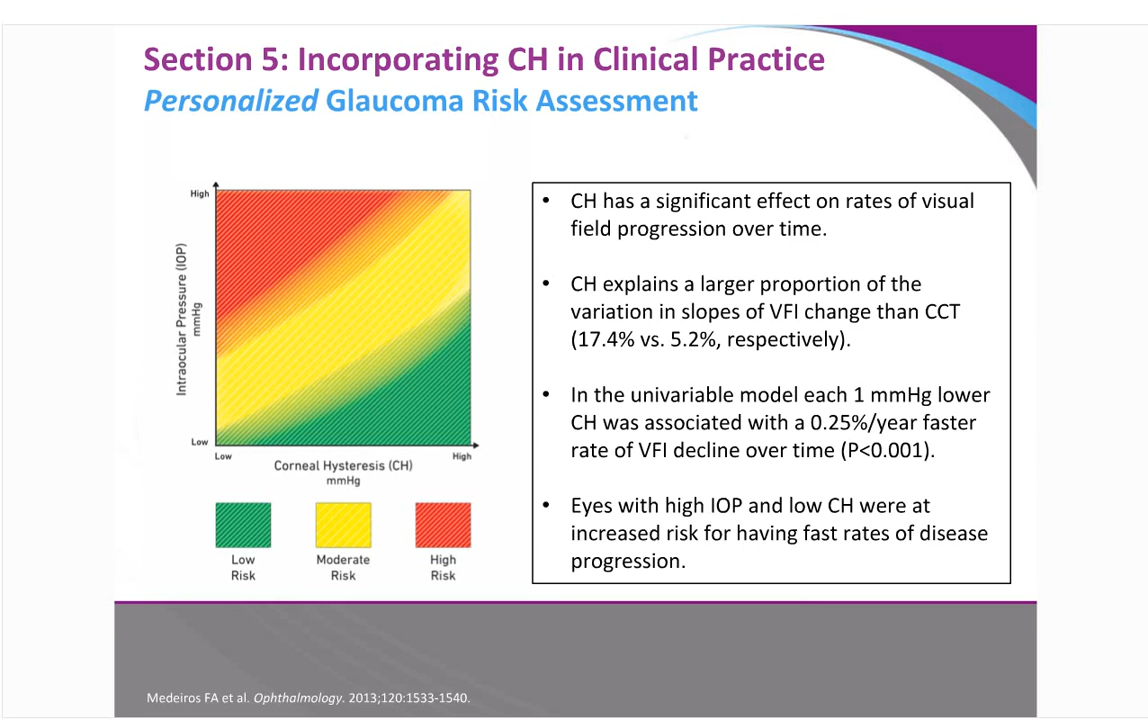 Section 5: Incorporating CH in Clinical Practice
Personalized Glaucoma Risk Assessment
High
Intraocular Pressure (IOP)
mmHg
Low
Low
High
Corneal Hysteresis (CH)
mmHg
Low
Risk
Moderate
Risk
High
Risk
• CH has a significant effect on rates of visual
field progression over time.
• CH explains a larger proportion of the
variation in slopes of VFI change than CCT
(17.4% vs. 5.2%, respectively).
• In the univariable model each 1 mmHg lower
CH was associated with a 0.25%/year faster
rate of VFI decline over time (P<0.001).
• Eyes with high IOP and low CH were at
increased risk for having fast rates of disease
progression.
Medeiros FA et al. Ophthalmology. 2013;120:1533-1540.